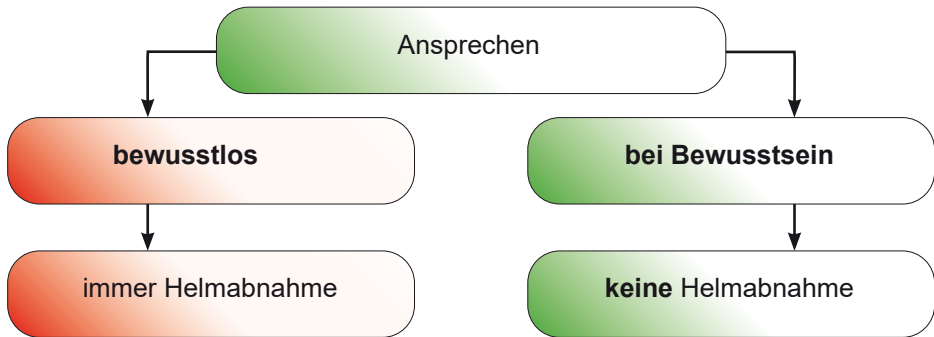 Ansprechen
bewusstlos
bei Bewusstsein
immer Helmabnahme
keine Helmabnahme